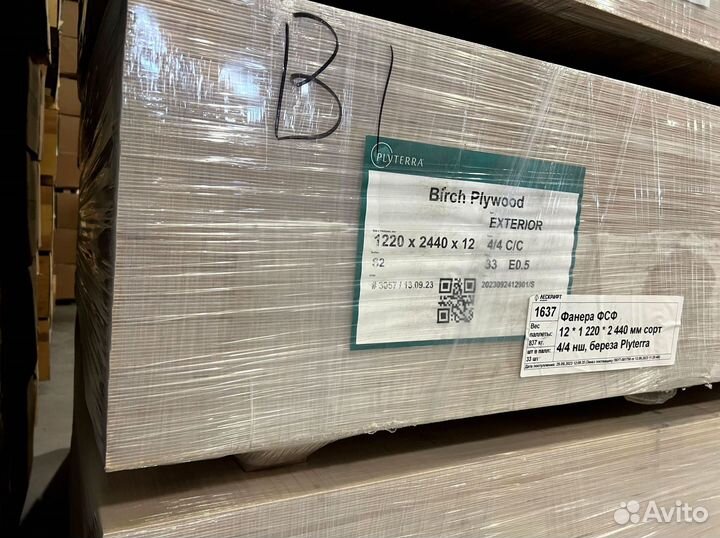 B1
PLYTERRA
Birch Plywood
EXTERIOR
1220 x 2440 x 12 4/4 C/C
S2 33 E0.5
# 3057 / 13.09.23 2023092412901/S
ЛЕСКРАФТ
1637 Фанера ФСФ
Вес паллеты: 12 * 1 220 * 2 440 мм сорт
837 кг. 4/4 нш, береза Plyterra
шт в палл:
33 шт
Avito